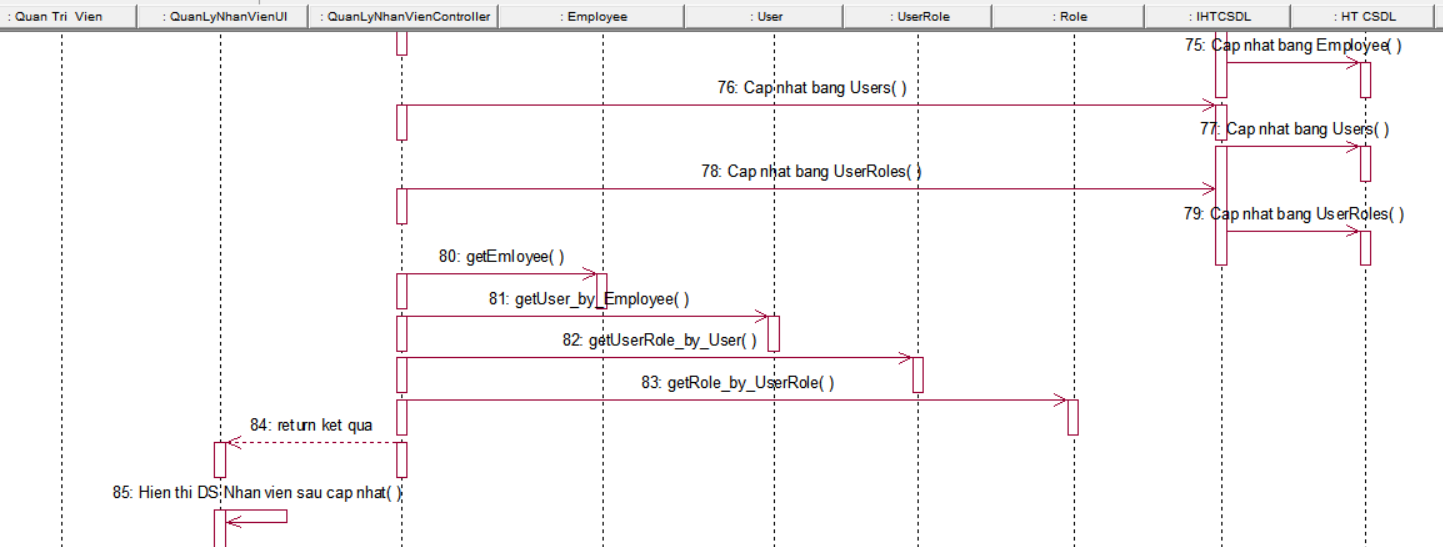 : Quan Tri Vien
: QuanLyNhanVienUI
: QuanLyNhanVienController
: Employee
: User
: UserRole
: Role
: IHTCSDL
: HT CSDL
75: Cap nhat bang Employee( )
76: Cap nhat bang Users( )
77: Cap nhat bang Users( )
78: Cap nhat bang UserRoles( )
79: Cap nhat bang UserRoles( )
80: getEmloyee( )
81: getUser_by_Employee( )
82: getUserRole_by_User( )
83: getRole_by_UserRole( )
84: return ket qua
85: Hien thi DS Nhan vien sau cap nhat( )